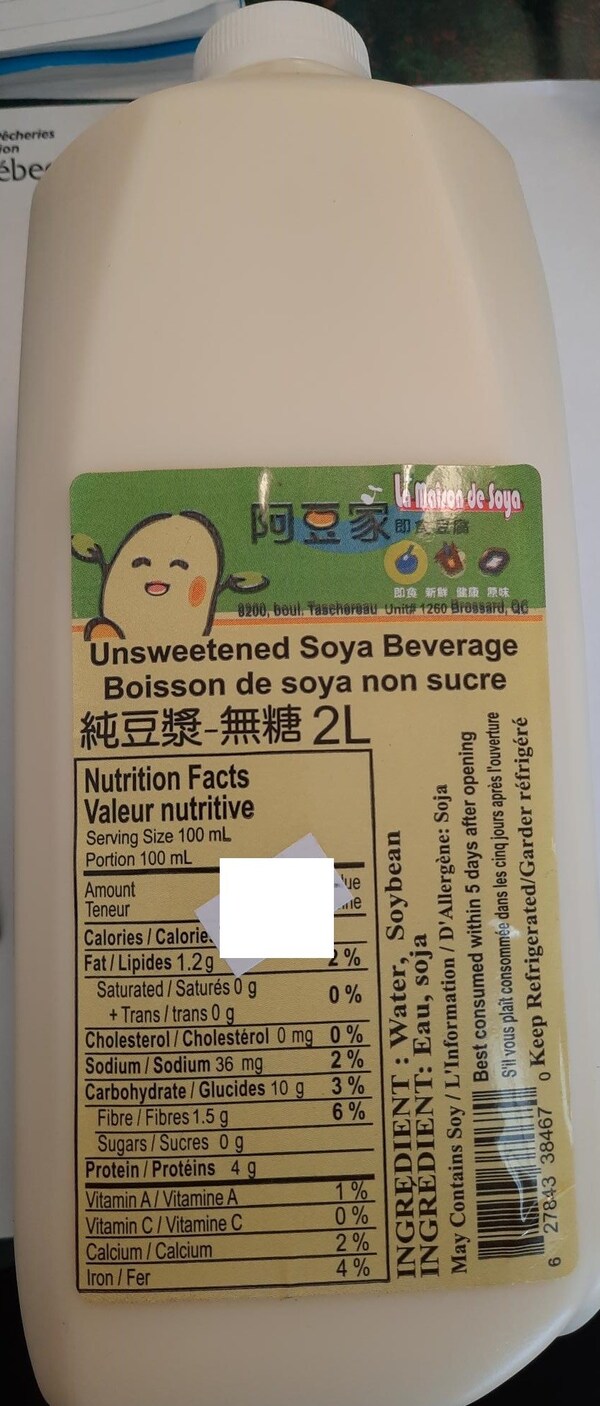 êcheries
ion
ébec
La Maison de Soya
阿豆家 即食豆腐
即食 新鮮 健康 原味
8200, boul. Taschereau Unit# 1260 Brossard, QC
Unsweetened Soya Beverage
Boisson de soya non sucre
純豆漿-無糖 2L
Nutrition Facts
Valeur nutritive
Serving Size 100 mL
Portion 100 mL
Amount
Teneur
Calories / Calorie
Fat / Lipides 1.2 g 2 %
Saturated / Saturés 0 g 0 %
+ Trans / trans 0 g
Cholesterol / Cholestérol 0 mg 0 %
Sodium / Sodium 36 mg 2 %
Carbohydrate / Glucides 10 g 3 %
Fibre / Fibres 1.5 g 6 %
Sugars / Sucres 0 g
Protein / Protéins 4 g
Vitamin A / Vitamine A 1 %
Vitamin C / Vitamine C 0 %
Calcium / Calcium 2 %
Iron / Fer 4 %
INGREDIENT : Water, Soybean
INGRÉDIENT: Eau, soja
May Contains Soy / L'Information / D'Allergène: Soja
Best consumed within 5 days after opening
S'il vous plaît consommée dans les cinq jours après l'ouverture
Keep Refrigerated/Garder réfrigéré
6 27843 38467 0